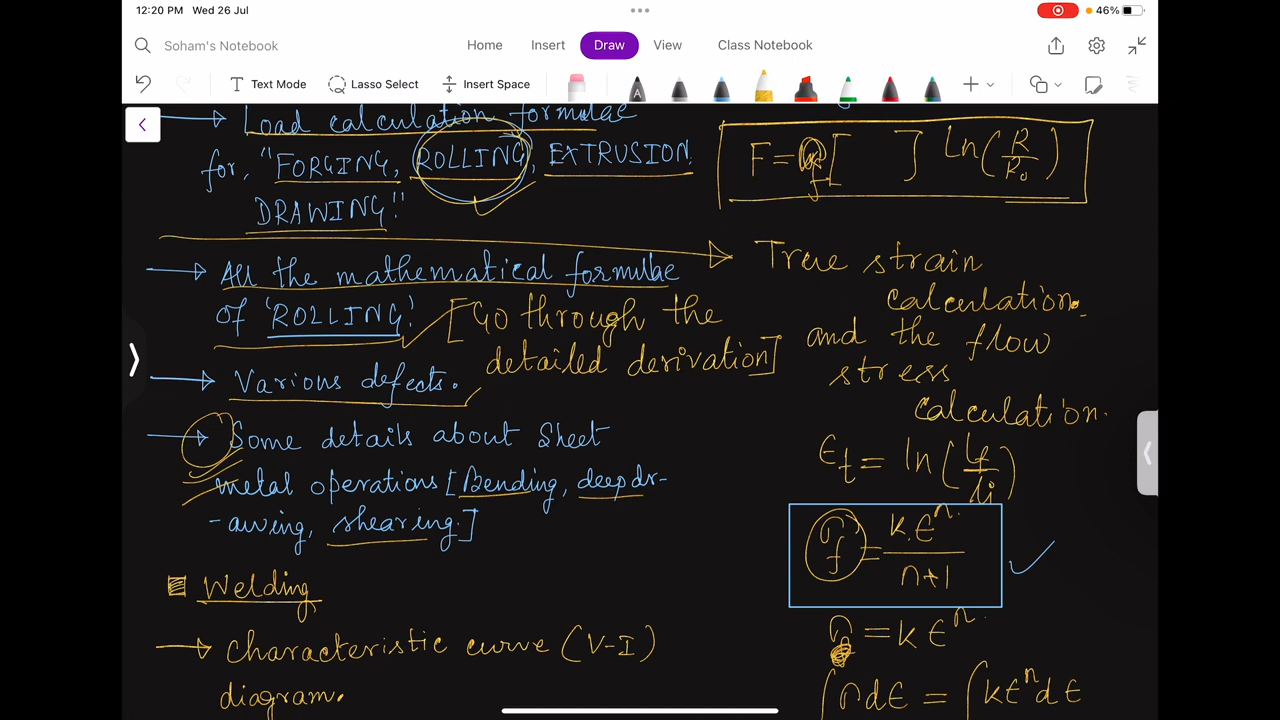 12:20 PM Wed 26 Jul
46%
Soham's Notebook
Home Insert Draw View Class Notebook
Text Mode Lasso Select Insert Space
→ Load calculation formulae
for, "FORGING, ROLLING, EXTRUSION
DRAWING."
→ All the mathematical formulae
of 'ROLLING'. [Go through the
detailed derivation]
→ Various defects.
→ Some details about Sheet
metal operations [Bending, deepdr-
-awing, shearing.]
Welding
→ Characteristic curve (V-I)
diagram.
F = σf [ ] ln(R/R₀)
True strain
calculation.
and the flow
stress
calculation.
ϵt = ln(lf/li)
σf = k.ϵⁿ/n+1
σ = kϵⁿ
∫σdϵ = ∫kϵⁿdϵ